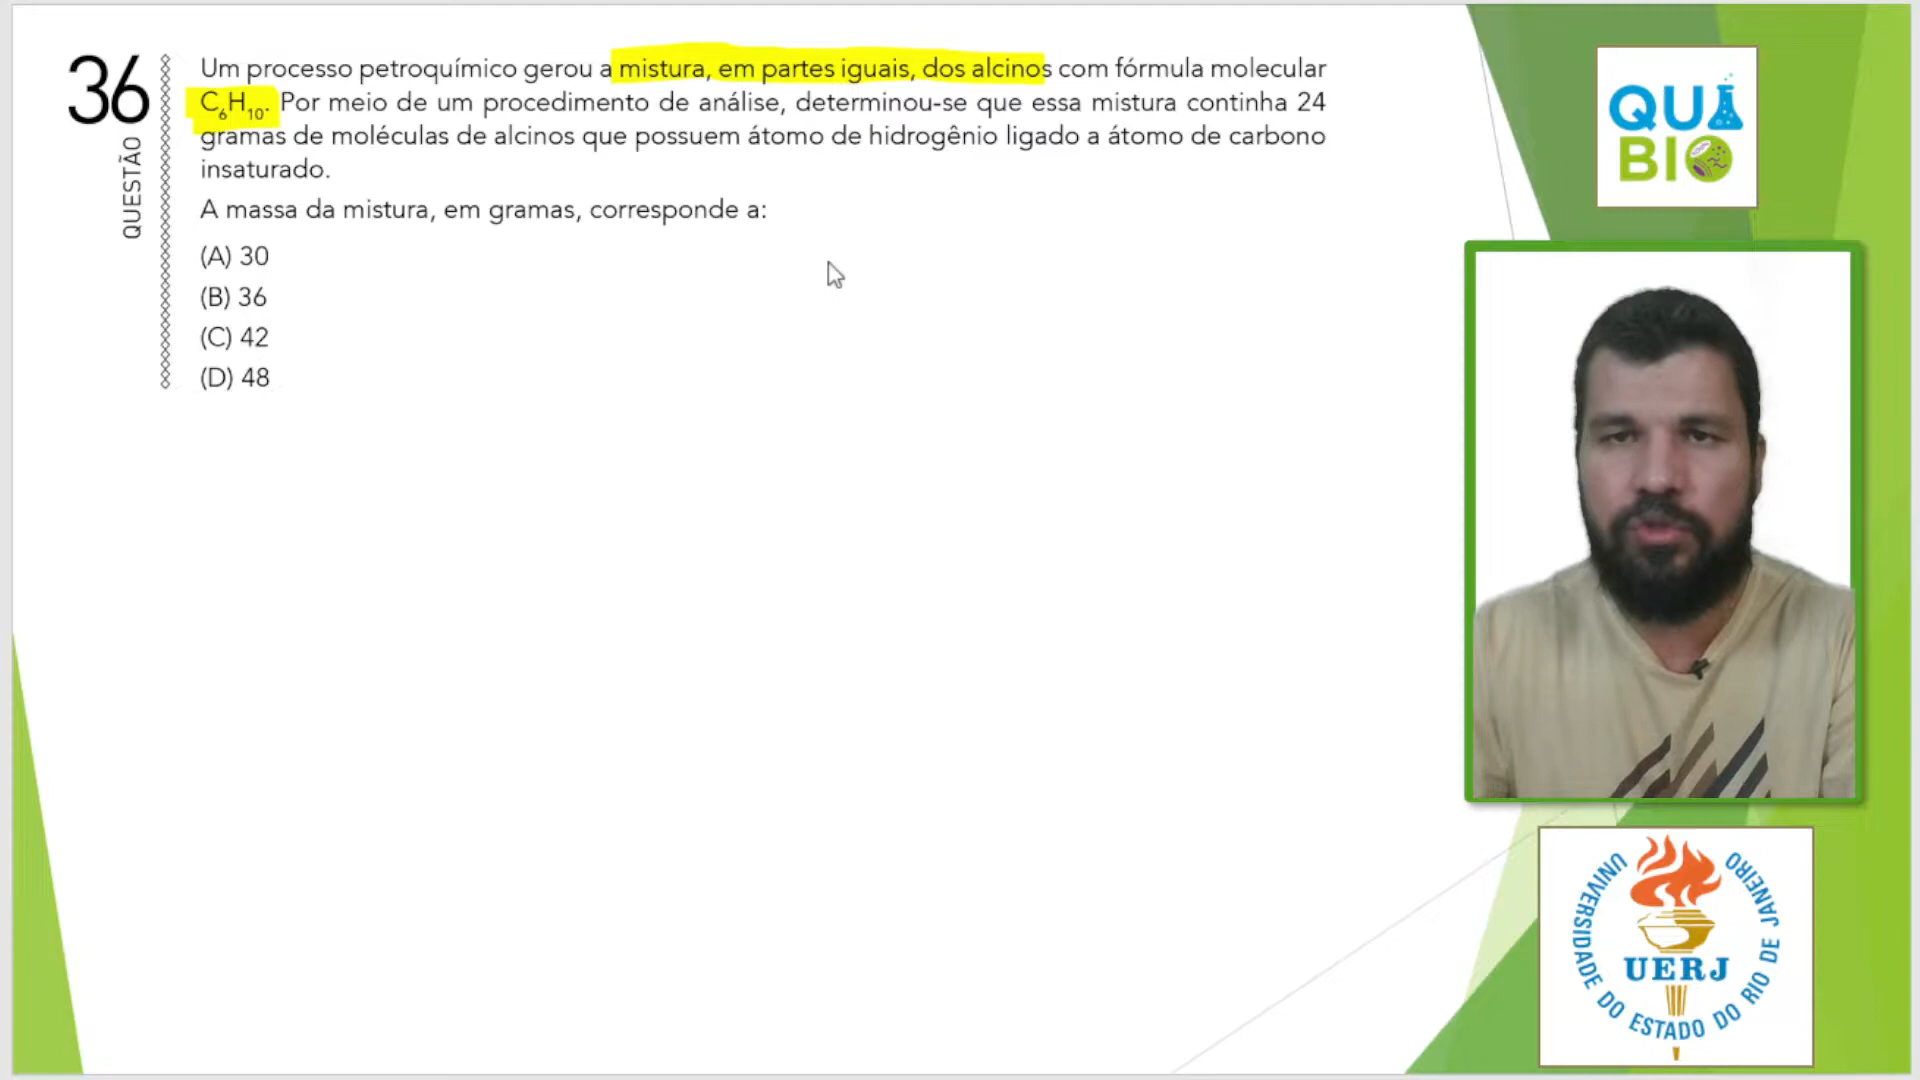 36
QUESTÃO
Um processo petroquímico gerou a mistura, em partes iguais, dos alcinos com fórmula molecular
C₆H₁₀. Por meio de um procedimento de análise, determinou-se que essa mistura continha 24
gramas de moléculas de alcinos que possuem átomo de hidrogênio ligado a átomo de carbono
insaturado.
A massa da mistura, em gramas, corresponde a:
(A) 30
(B) 36
(C) 42
(D) 48
QUI
BIO
UNIVERSIDADE DO ESTADO DO RIO DE JANEIRO
UERJ